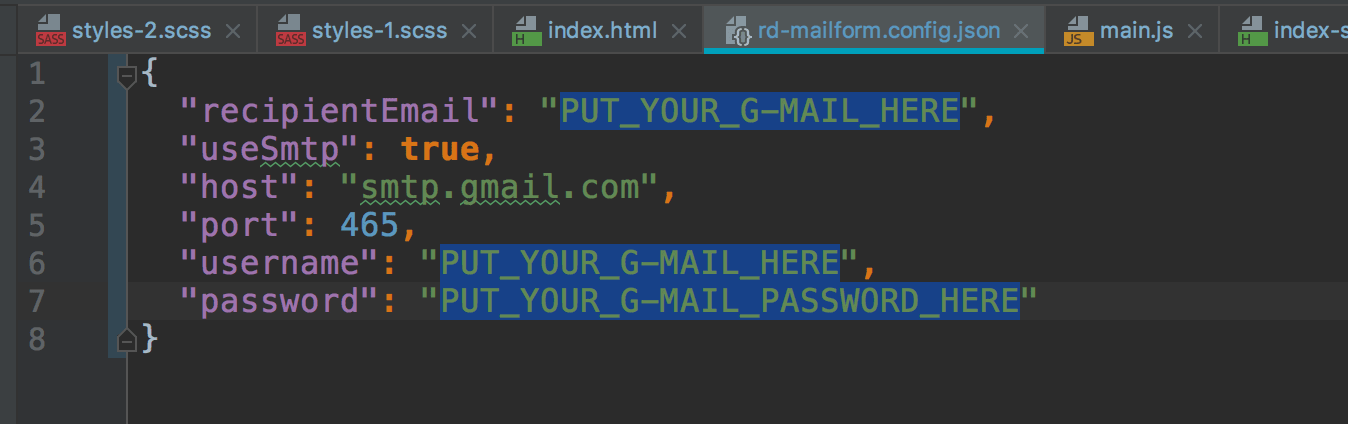 styles-2.scss styles-1.scss index.html rd-mailform.config.json main.js index-s
SASS SASS H {} JS H
1 {
2 "recipientEmail": "PUT_YOUR_G-MAIL_HERE",
3 "useSmtp": true,
4 "host": "smtp.gmail.com",
5 "port": 465,
6 "username": "PUT_YOUR_G-MAIL_HERE",
7 "password": "PUT_YOUR_G-MAIL_PASSWORD_HERE"
8 }